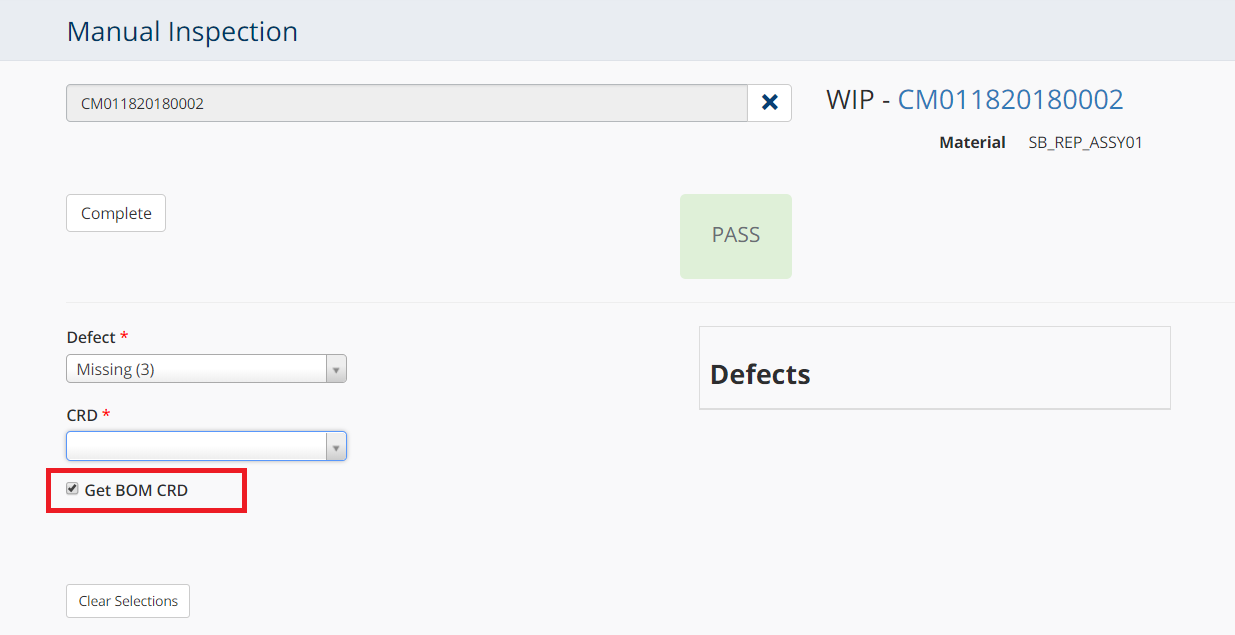 Manual Inspection
CM011820180002
WIP - CM011820180002
Material SB_REP_ASSY01
Complete
PASS
Defect *
Missing (3)
Defects
CRD *
Get BOM CRD
Clear Selections